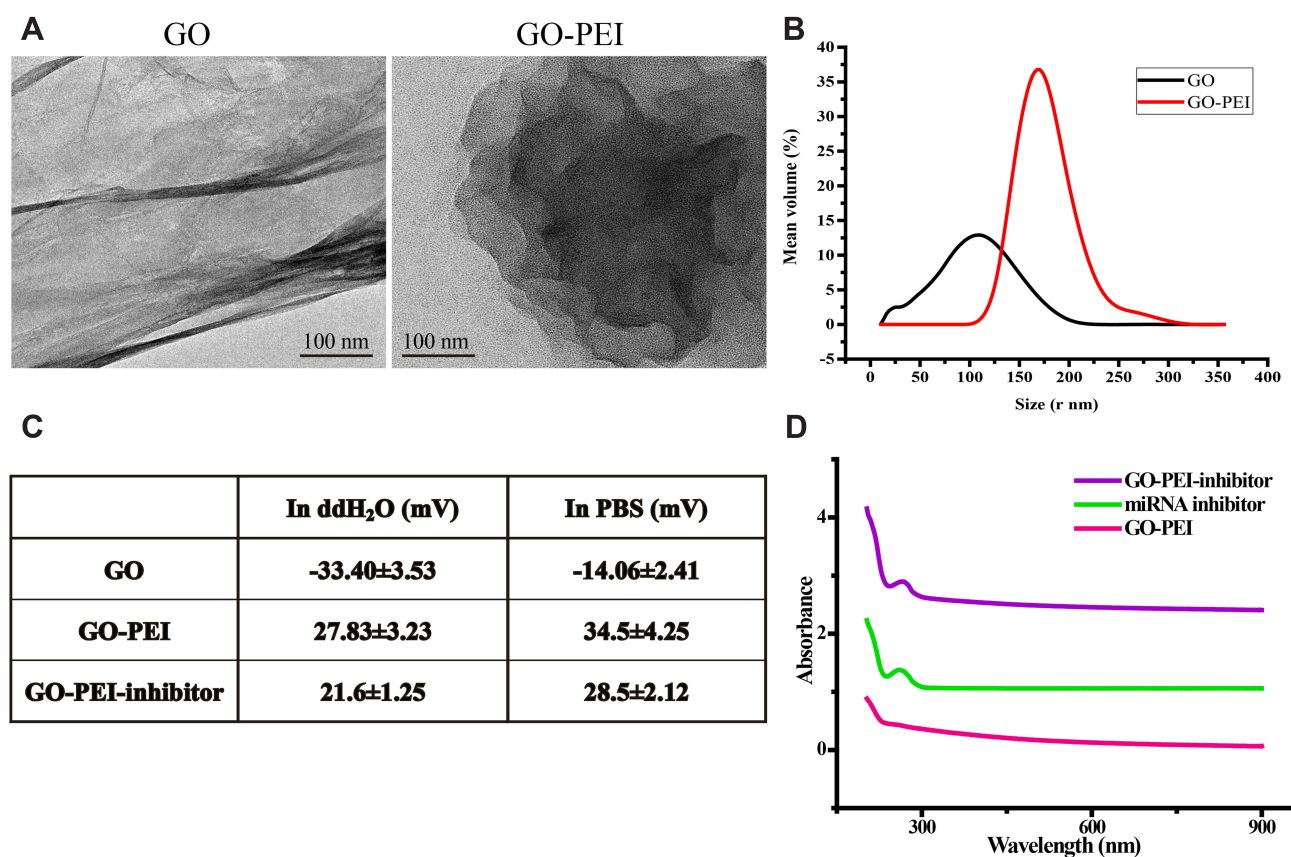 A
GO
GO-PEI
100 nm
100 nm
B
40
35
30
25
20
15
10
5
0
-5
Mean volume (%)
GO
GO-PEI
0
50
100
150
200
250
300
350
400
Size (r nm)
C
In ddH₂O (mV)
In PBS (mV)
GO
-33.40±3.53
-14.06±2.41
GO-PEI
27.83±3.23
34.5±4.25
GO-PEI-inhibitor
21.6±1.25
28.5±2.12
D
GO-PEI-inhibitor
miRNA inhibitor
GO-PEI
Absorbance
4
2
0
300
600
900
Wavelength (nm)